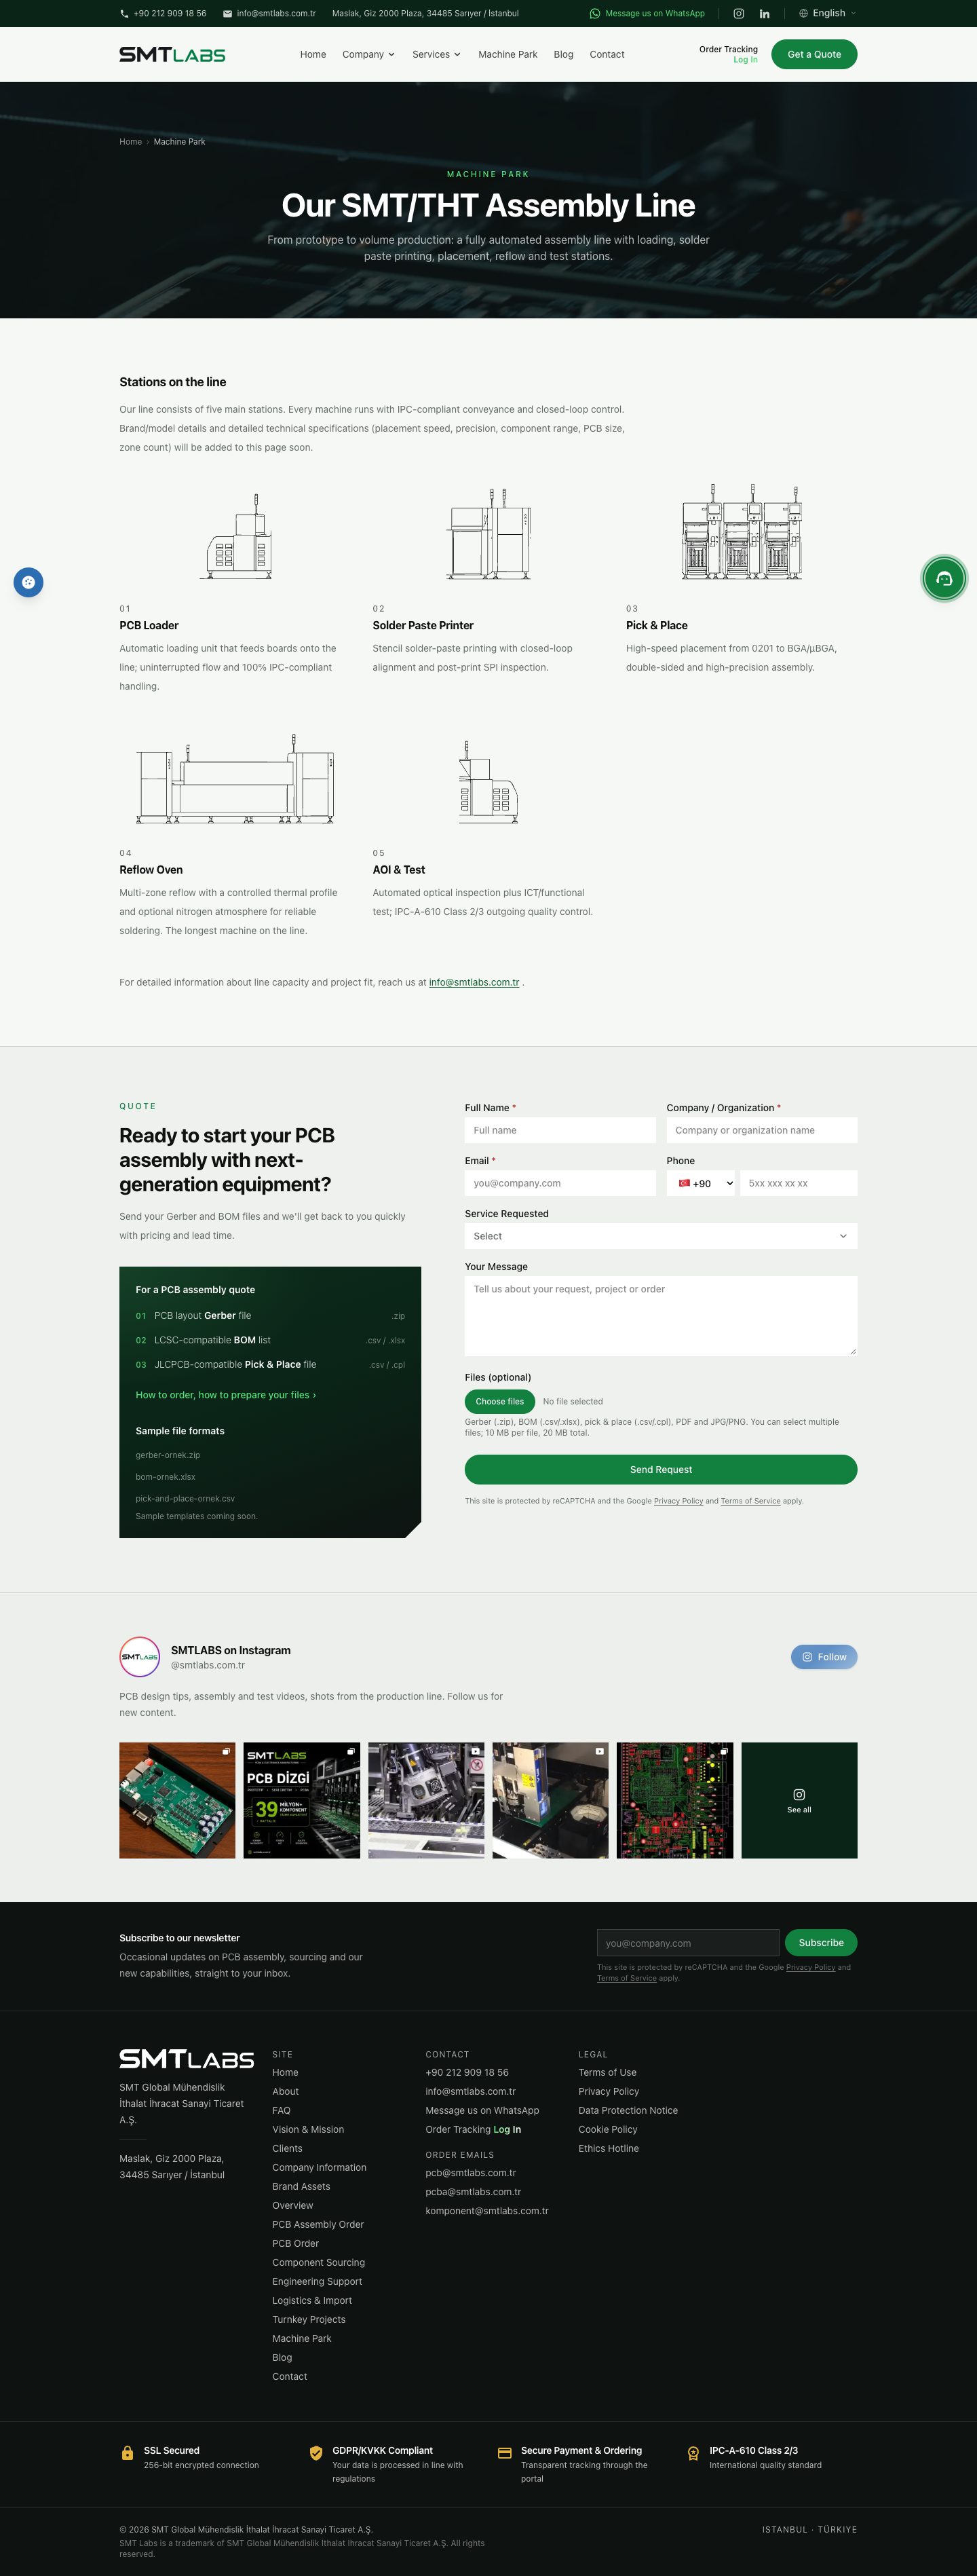 +90 212 909 18 56 info@smtlabs.com.tr Maslak, Giz 2000 Plaza, 34485 Sarıyer / İstanbul Message us on WhatsApp English
SMTLABS Home Company Services Machine Park Blog Contact Order Tracking Log In Get a Quote
Home › Machine Park
MACHINE PARK
Our SMT/THT Assembly Line
From prototype to volume production: a fully automated assembly line with loading, solder
paste printing, placement, reflow and test stations.
Stations on the line
Our line consists of five main stations. Every machine runs with IPC-compliant conveyance and closed-loop control.
Brand/model details and detailed technical specifications (placement speed, precision, component range, PCB size,
zone count) will be added to this page soon.
01
PCB Loader
Automatic loading unit that feeds boards onto the
line; uninterrupted flow and 100% IPC-compliant
handling.
02
Solder Paste Printer
Stencil solder-paste printing with closed-loop
alignment and post-print SPI inspection.
03
Pick & Place
High-speed placement from 0201 to BGA/µBGA,
double-sided and high-precision assembly.
04
Reflow Oven
Multi-zone reflow with a controlled thermal profile
and optional nitrogen atmosphere for reliable
soldering. The longest machine on the line.
05
AOI & Test
Automated optical inspection plus ICT/functional
test; IPC-A-610 Class 2/3 outgoing quality control.
For detailed information about line capacity and project fit, reach us at info@smtlabs.com.tr .
QUOTE
Ready to start your PCB
assembly with next-
generation equipment?
Send your Gerber and BOM files and we'll get back to you quickly
with pricing and lead time.
For a PCB assembly quote
01 PCB layout Gerber file .zip
02 LCSC-compatible BOM list .csv / .xlsx
03 JLCPCB-compatible Pick & Place file .csv / .cpl
How to order, how to prepare your files ›
Sample file formats
gerber-ornek.zip
bom-ornek.xlsx
pick-and-place-ornek.csv
Sample templates coming soon.
Full Name * Company / Organization *
Full name Company or organization name
Email * Phone
you@company.com +90 5xx xxx xx xx
Service Requested
Select
Your Message
Tell us about your request, project or order
Files (optional)
Choose files No file selected
Gerber (.zip), BOM (.csv/.xlsx), pick & place (.csv/.cpl), PDF and JPG/PNG. You can select multiple
files; 10 MB per file, 20 MB total.
Send Request
This site is protected by reCAPTCHA and the Google Privacy Policy and Terms of Service apply.
SMTLABS
SMTLABS on Instagram
@smtlabs.com.tr
Follow
PCB design tips, assembly and test videos, shots from the production line. Follow us for
new content.
SMTLABS
PCB DİZGİ
39 MİLYON+
KOMPONENT
See all
Subscribe to our newsletter
Occasional updates on PCB assembly, sourcing and our
new capabilities, straight to your inbox.
you@company.com Subscribe
This site is protected by reCAPTCHA and the Google Privacy Policy and
Terms of Service apply.
SMTLABS
SMT Global Mühendislik
İthalat İhracat Sanayi Ticaret
A.Ş.
Maslak, Giz 2000 Plaza,
34485 Sarıyer / İstanbul
SITE
Home
About
FAQ
Vision & Mission
Clients
Company Information
Brand Assets
Overview
PCB Assembly Order
PCB Order
Component Sourcing
Engineering Support
Logistics & Import
Turnkey Projects
Machine Park
Blog
Contact
CONTACT
+90 212 909 18 56
info@smtlabs.com.tr
Message us on WhatsApp
Order Tracking Log In
ORDER EMAILS
pcb@smtlabs.com.tr
pcba@smtlabs.com.tr
komponent@smtlabs.com.tr
LEGAL
Terms of Use
Privacy Policy
Data Protection Notice
Cookie Policy
Ethics Hotline
SSL Secured
256-bit encrypted connection
GDPR/KVKK Compliant
Your data is processed in line with
regulations
Secure Payment & Ordering
Transparent tracking through the
portal
IPC-A-610 Class 2/3
International quality standard
© 2026 SMT Global Mühendislik İthalat İhracat Sanayi Ticaret A.Ş. ISTANBUL · TÜRKIYE
SMT Labs is a trademark of SMT Global Mühendislik İthalat İhracat Sanayi Ticaret A.Ş. All rights
reserved.